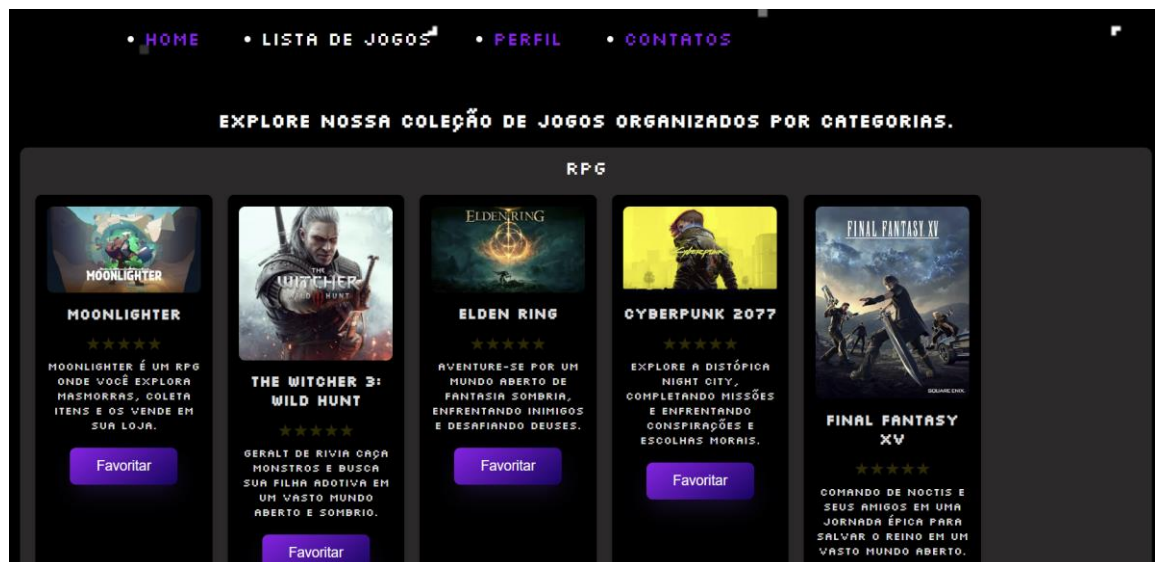 • HOME • LISTA DE JOGOS • PERFIL • CONTATOS
EXPLORE NOSSA COLEÇÃO DE JOGOS ORGANIZADOS POR CATEGORIAS.
RPG
MOONLIGHTER
MOONLIGHTER
★★★★★
MOONLIGHTER É UM RPG
ONDE VOCÊ EXPLORA
MASMORRAS, COLETA
ITENS E OS VENDE EM
SUA LOJA.
Favoritar
THE
WITCHER
WILD HUNT
THE WITCHER 3:
WILD HUNT
★★★★★
GERALT DE RIVIA CAÇA
MONSTROS E BUSCA
SUA FILHA ADOTIVA EM
UM VASTO MUNDO
ABERTO E SOMBRIO.
Favoritar
ELDEN RING
ELDEN RING
★★★★★
AVENTURE-SE POR UM
MUNDO ABERTO DE
FANTASIA SOMBRIA,
ENFRENTANDO INIMIGOS
E DESAFIANDO DEUSES.
Favoritar
Cyberpunk
CYBERPUNK 2077
★★★★★
EXPLORE A DISTÓPICA
NIGHT CITY,
COMPLETANDO MISSÕES
E ENFRENTANDO
CONSPIRAÇÕES E
ESCOLHAS MORAIS.
Favoritar
FINAL FANTASY XV
SQUARE ENIX.
FINAL FANTASY
XV
★★★★★
COMANDO DE NOCTIS E
SEUS AMIGOS EM UMA
JORNADA ÉPICA PARA
SALVAR O REINO EM UM
VASTO MUNDO ABERTO.